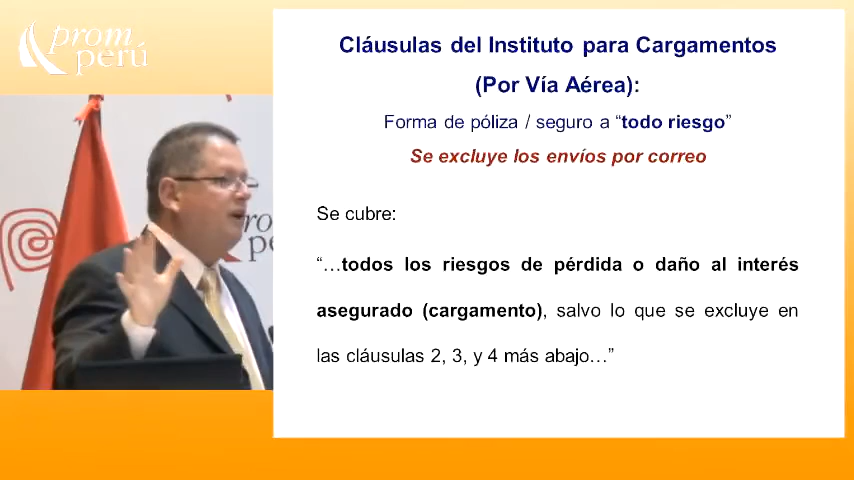 prom
perú
Cláusulas del Instituto para Cargamentos
(Por Vía Aérea):
Forma de póliza / seguro a “todo riesgo”
Se excluye los envíos por correo
Se cubre:
“…todos los riesgos de pérdida o daño al interés
asegurado (cargamento), salvo lo que se excluye en
las cláusulas 2, 3, y 4 más abajo…”